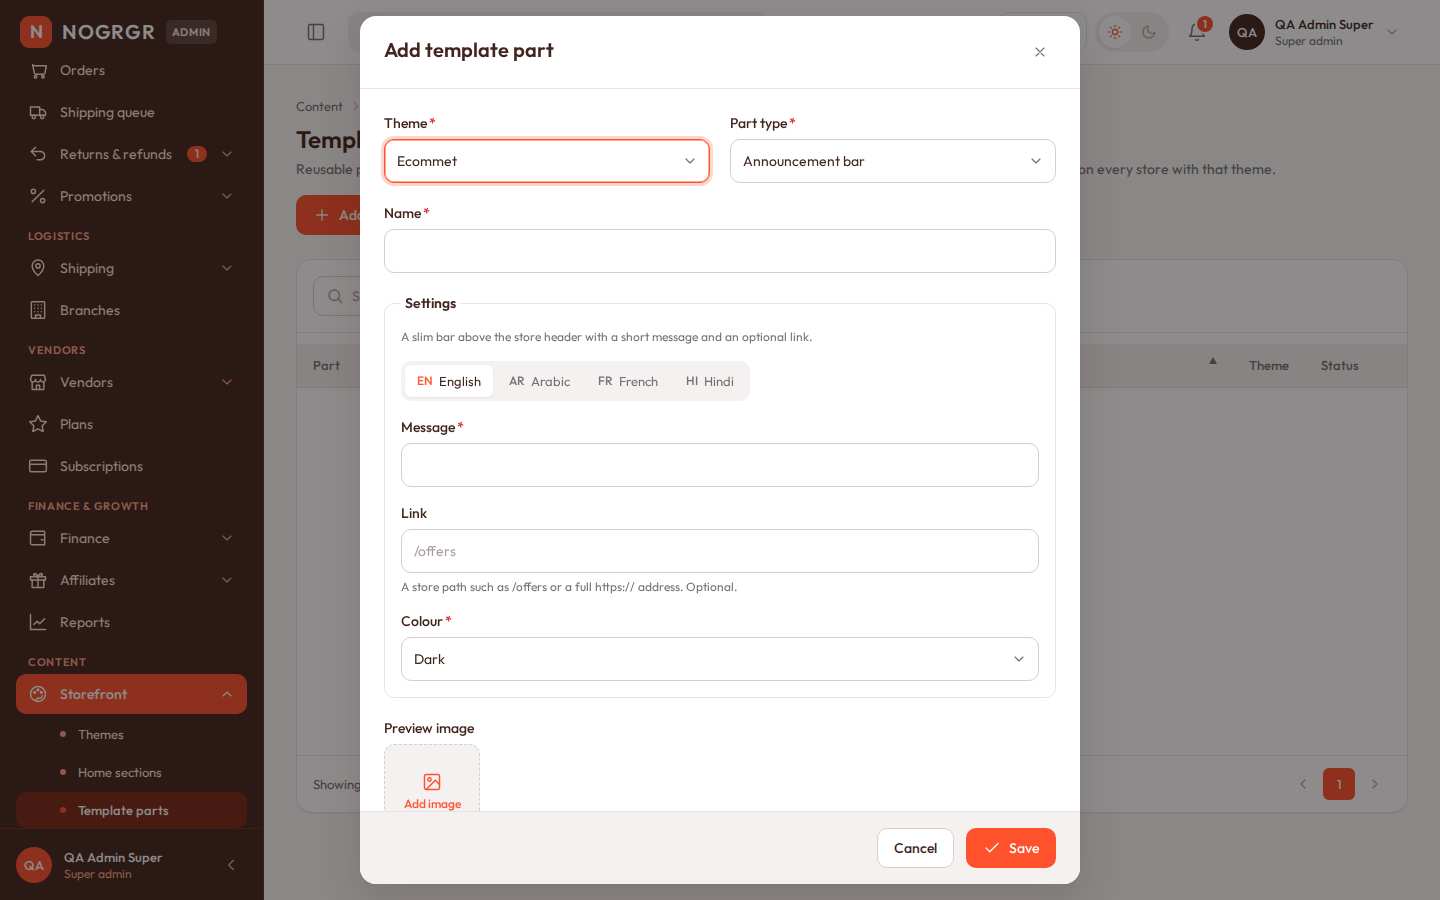 N NOGRGR ADMIN
Orders
Shipping queue
Returns & refunds 1
Promotions
LOGISTICS
Shipping
Branches
VENDORS
Vendors
Plans
Subscriptions
FINANCE & GROWTH
Finance
Affiliates
Reports
CONTENT
Storefront
Themes
Home sections
Template parts
QA QA Admin Super
Super admin
1
QA QA Admin Super
Super admin
Content
Templ
Reusable p
on every store with that theme.
Add
S
Part
Theme
Status
Showing
1
Add template part
Theme*
Part type*
Ecommet
Announcement bar
Name*
Settings
A slim bar above the store header with a short message and an optional link.
EN English AR Arabic FR French HI Hindi
Message*
Link
/offers
A store path such as /offers or a full https:// address. Optional.
Colour*
Dark
Preview image
Add image
Cancel
Save